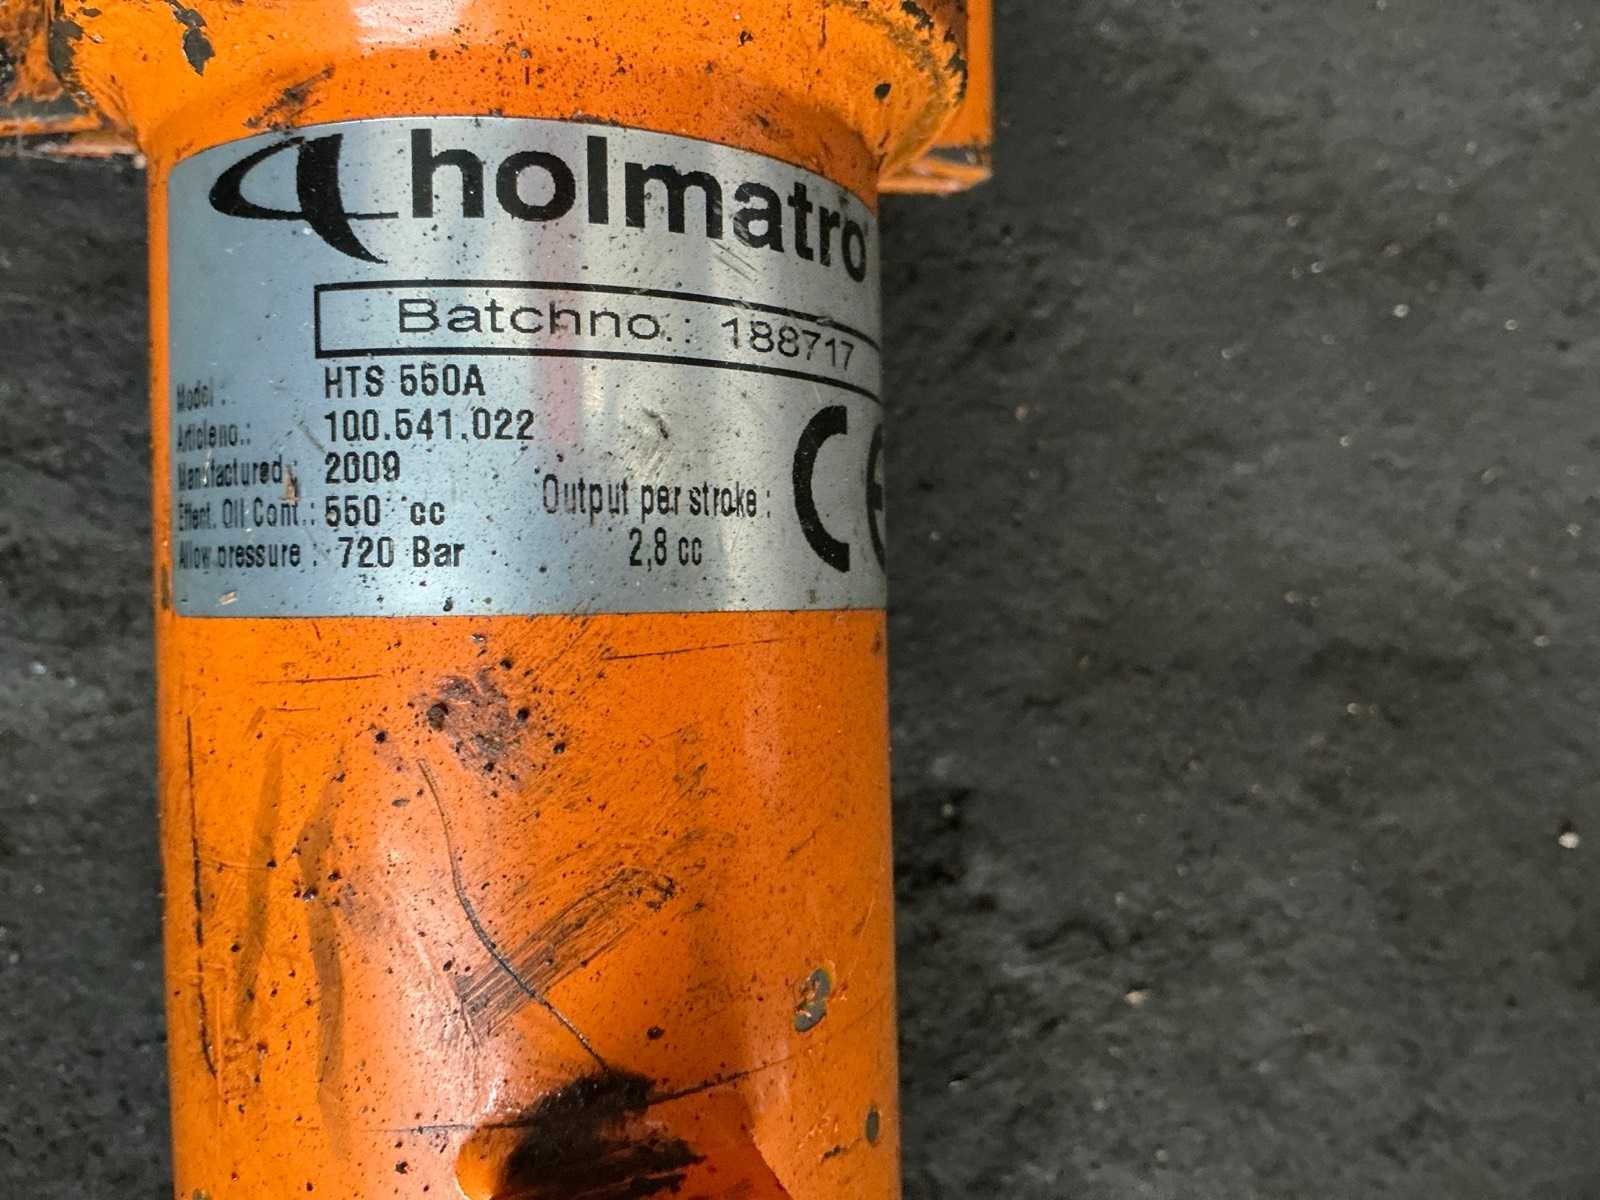 holmatro
Batchno.: 188717
Model : HTS 550A
Articleno.: 100.541.022
Manufactured : 2009
Effent. Oil Cont.: 550 cc
Allow pressure : 720 Bar
Output per stroke :
2,8 cc
CE